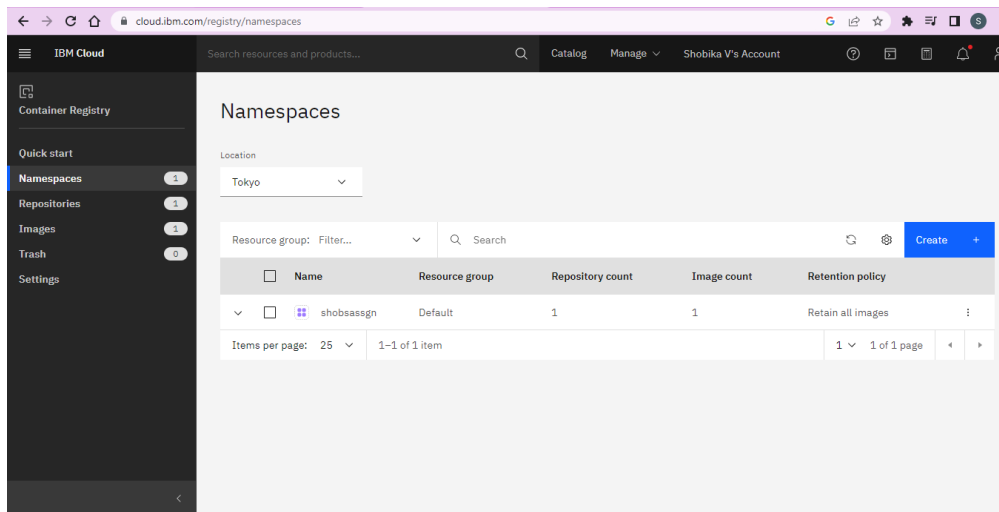 cloud.ibm.com/registry/namespaces
G
S
IBM Cloud
Search resources and products...
Catalog
Manage
Shobika V's Account
Container Registry
Quick start
Namespaces 1
Repositories 1
Images 1
Trash 0
Settings
Namespaces
Location
Tokyo
Resource group: Filter...
Search
Create +
Name Resource group Repository count Image count Retention policy
shobsassgn Default 1 1 Retain all images
Items per page: 25 1–1 of 1 item 1 1 of 1 page